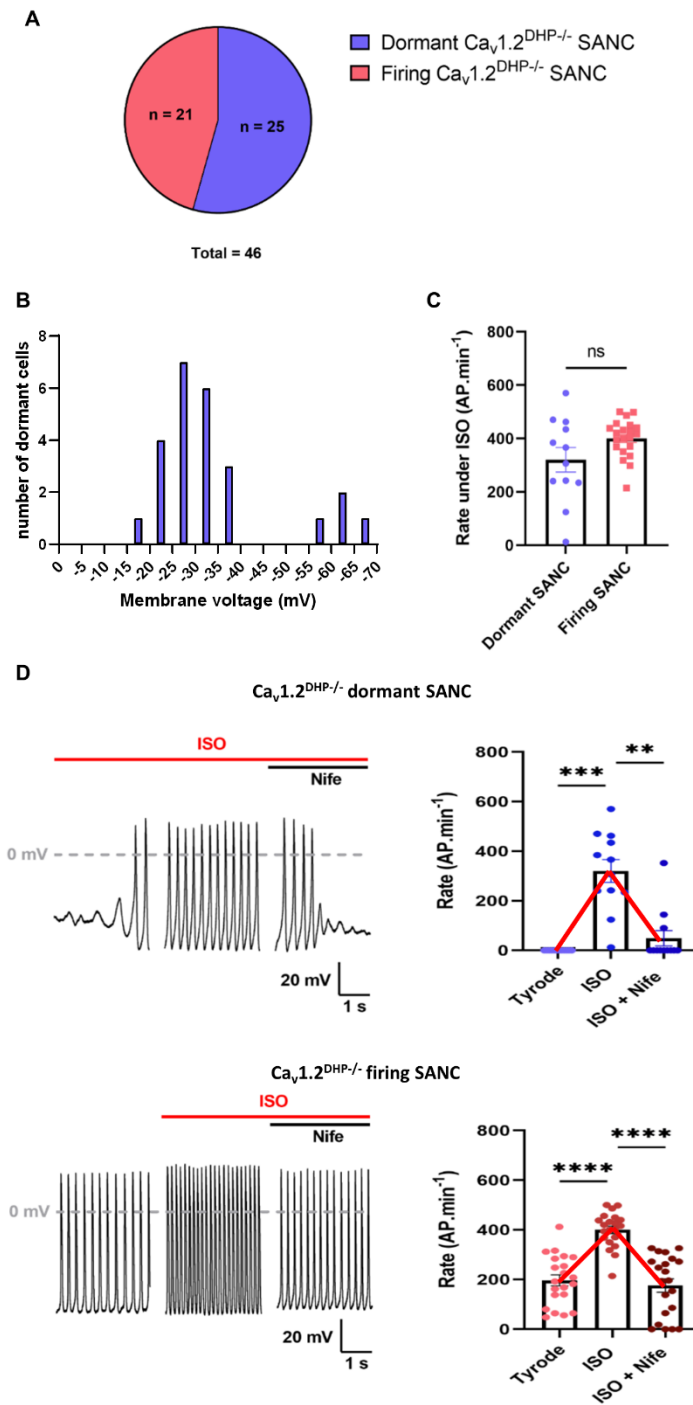 A
Dormant Cav1.2DHP-/- SANC
Firing Cav1.2DHP-/- SANC
n = 21
n = 25
Total = 46
B
number of dormant cells
8
6
4
2
0
0
-5
-10
-15
-20
-25
-30
-35
-40
-45
-50
-55
-60
-65
-70
Membrane voltage (mV)
C
Rate under ISO (AP.min-1)
800
600
400
200
0
ns
Dormant SANC
Firing SANC
D
Cav1.2DHP-/- dormant SANC
ISO
Nife
0 mV
20 mV
1 s
Rate (AP.min-1)
800
600
400
200
0
***
**
Tyrode
ISO
ISO + Nife
Cav1.2DHP-/- firing SANC
ISO
Nife
0 mV
20 mV
1 s
Rate (AP.min-1)
800
600
400
200
0
****
****
Tyrode
ISO
ISO + Nife